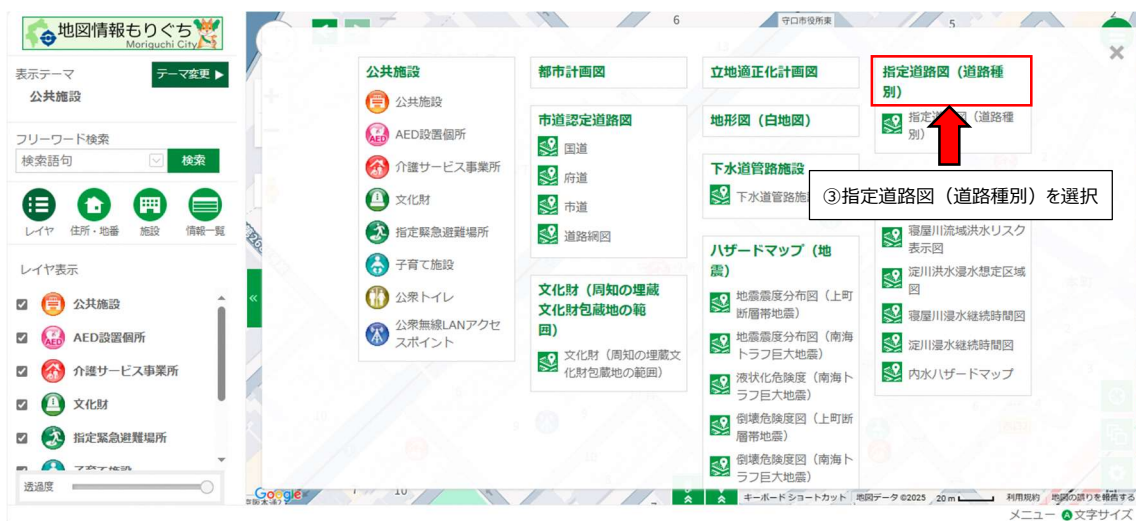 地図情報もりぐち
Moriguchi City
表示テーマ
テーマ変更 ▶
公共施設
フリーワード検索
検索語句
検索
レイヤ
住所・地番
施設
情報一覧
レイヤ表示
公共施設
AED AED設置個所
介護サービス事業所
文化財
指定緊急避難場所
子育て施設
透過度
6
守口市役所東
5
公共施設
公共施設
AED AED設置個所
介護サービス事業所
文化財
指定緊急避難場所
子育て施設
公衆トイレ
公衆無線LANアクセ
スポイント
都市計画図
市道認定道路図
国道
府道
市道
道路網図
文化財（周知の埋蔵
文化財包蔵地の範
囲）
文化財（周知の埋蔵文
化財包蔵地の範囲）
立地適正化計画図
地形図（白地図）
下水道管路施設
下水道管路施
ハザードマップ（地
震）
地震震度分布図（上町
断層帯地震）
地震震度分布図（南海
トラフ巨大地震）
液状化危険度（南海ト
ラフ巨大地震）
倒壊危険度図（上町断
層帯地震）
倒壊危険度図（南海ト
ラフ巨大地震）
指定道路図（道路種
別）
指定道路図（道路種
別）
③指定道路図（道路種別）を選択
寝屋川流域洪水リスク
表示図
淀川洪水浸水想定区域
図
寝屋川浸水継続時間図
淀川浸水継続時間図
内水ハザードマップ
Google
10
キーボード ショートカット
地図データ ©2025
20 m
利用規約
地図の誤りを報告する
メニュー A文字サイズ